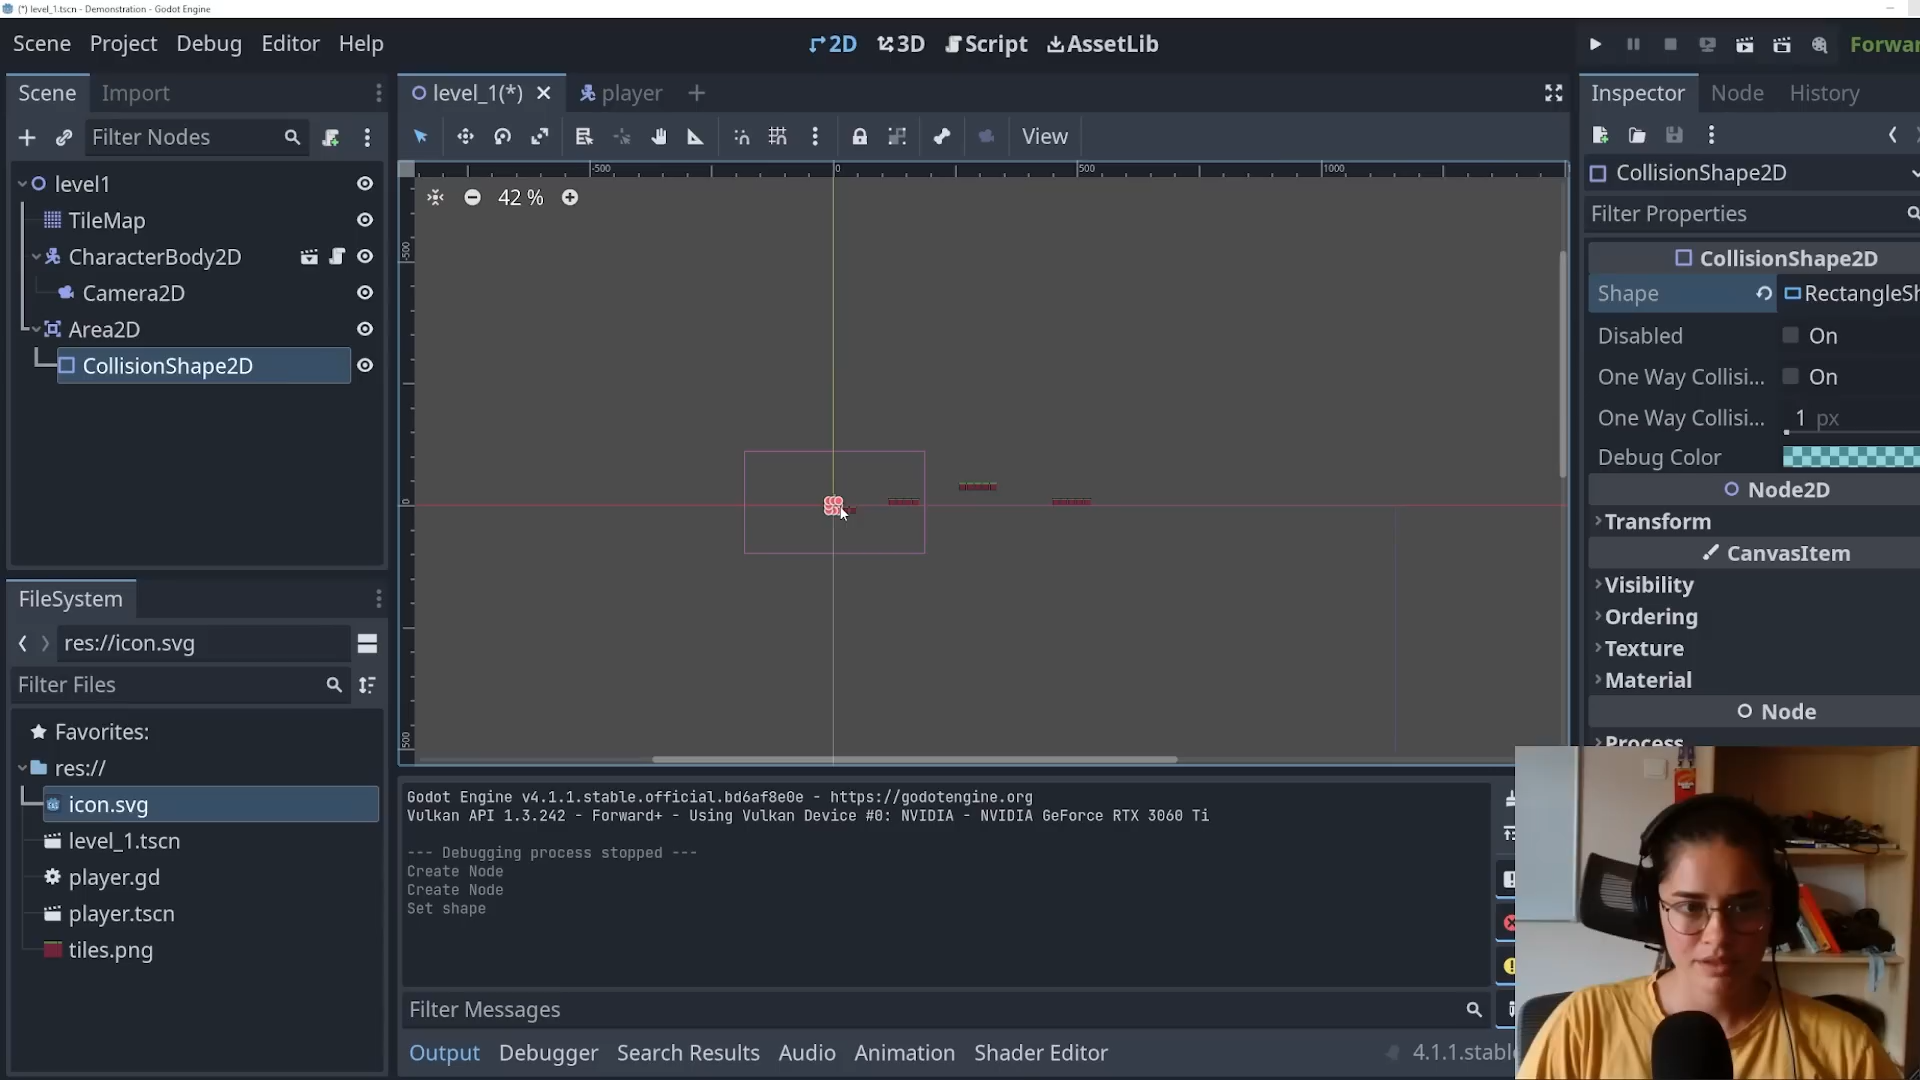 (*) level_1.tscn - Demonstration - Godot Engine
Scene Project Debug Editor Help
2D 3D Script AssetLib
Forwar
Scene Import
level_1(*)
player
Inspector Node History
Filter Nodes
View
CollisionShape2D
Filter Properties
level1
TileMap
CharacterBody2D
Camera2D
Area2D
CollisionShape2D
-500 0 500 1000
42 %
-500
0
500
CollisionShape2D
Shape RectangleSh
Disabled On
One Way Collisi... On
One Way Collisi... 1 px
Debug Color
Node2D
Transform
CanvasItem
Visibility
Ordering
Texture
Material
Node
Process
FileSystem
res://icon.svg
Filter Files
Favorites:
res://
icon.svg
level_1.tscn
player.gd
player.tscn
tiles.png
Godot Engine v4.1.1.stable.official.bd6af8e0e - https://godotengine.org
Vulkan API 1.3.242 - Forward+ - Using Vulkan Device #0: NVIDIA - NVIDIA GeForce RTX 3060 Ti
--- Debugging process stopped ---
Create Node
Create Node
Set shape
Filter Messages
Output Debugger Search Results Audio Animation Shader Editor
4.1.1.stable